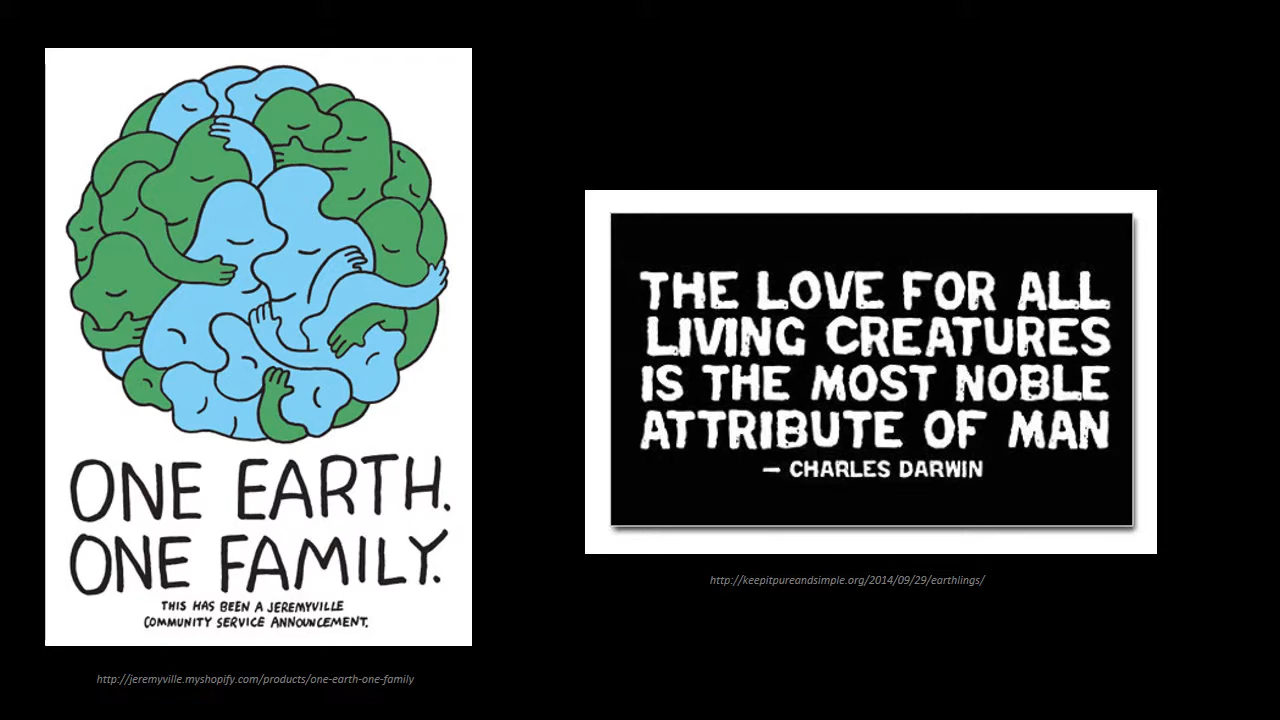 ONE EARTH.
ONE FAMILY.
THIS HAS BEEN A JEREMYVILLE
COMMUNITY SERVICE ANNOUNCEMENT.
http://jeremyville.myshopify.com/products/one-earth-one-family
THE LOVE FOR ALL
LIVING CREATURES
IS THE MOST NOBLE
ATTRIBUTE OF MAN
— CHARLES DARWIN
http://keepitpureandsimple.org/2014/09/29/earthlings/